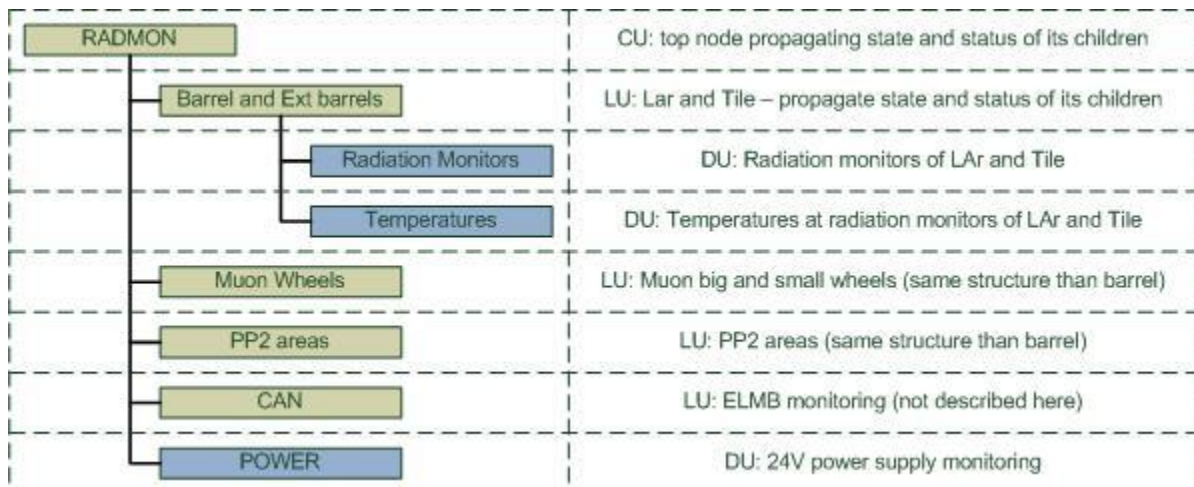 RADMON
CU: top node propagating state and status of its children
Barrel and Ext barrels
LU: Lar and Tile – propagate state and status of its children
Radiation Monitors
DU: Radiation monitors of LAr and Tile
Temperatures
DU: Temperatures at radiation monitors of LAr and Tile
Muon Wheels
LU: Muon big and small wheels (same structure than barrel)
PP2 areas
LU: PP2 areas (same structure than barrel)
CAN
LU: ELMB monitoring (not described here)
POWER
DU: 24V power supply monitoring